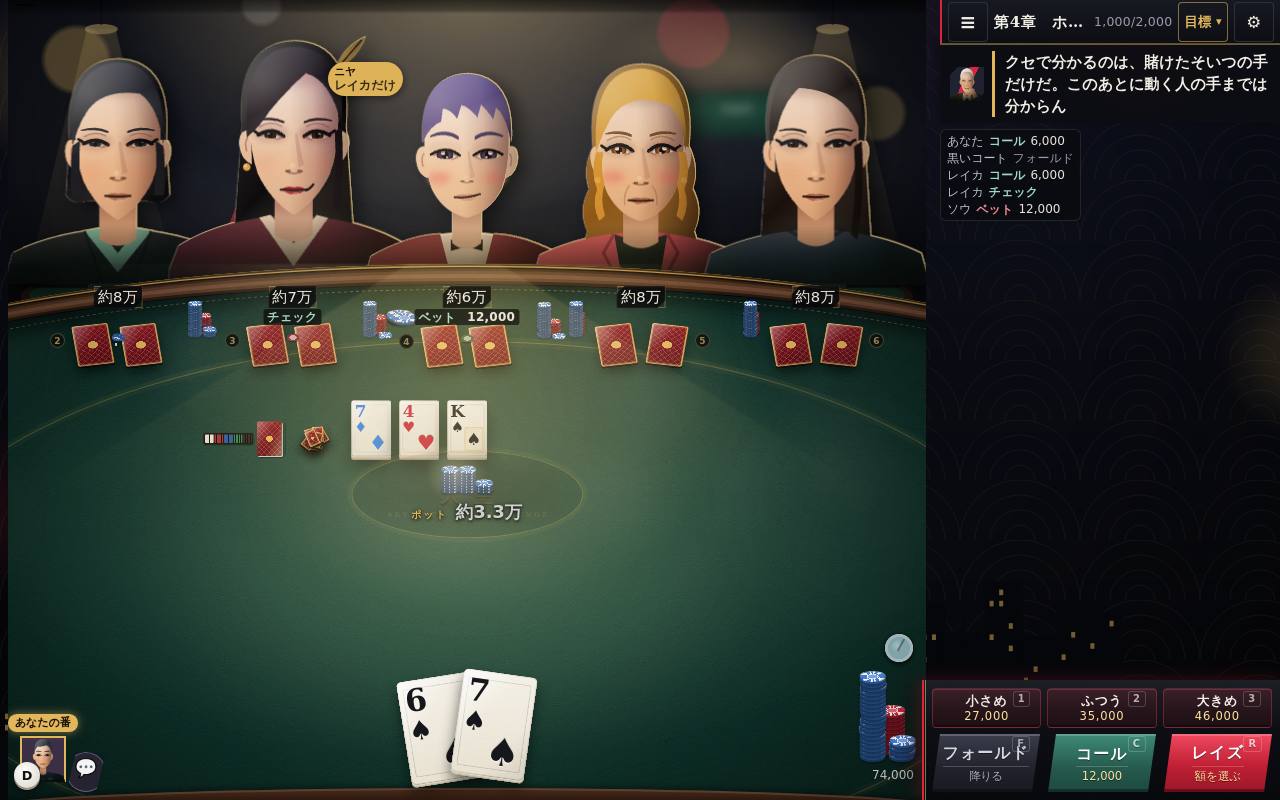 第4章 ホ…
1,000/2,000
目標 ▾
クセで分かるのは、賭けたそいつの手
だけだ。このあとに動く人の手までは
分からん
あなた コール 6,000
黒いコート フォールド
レイカ コール 6,000
レイカ チェック
ソウ ベット 12,000
ニヤ
レイカだけ
約8万
約7万
約6万
約8万
約8万
チェック
ベット 12,000
2
3
4
5
6
7
4
K
ポット 約3.3万
6
7
あなたの番
D
74,000
小さめ 1
27,000
ふつう 2
35,000
大きめ 3
46,000
フォールド F
降りる
コール C
12,000
レイズ R
額を選ぶ